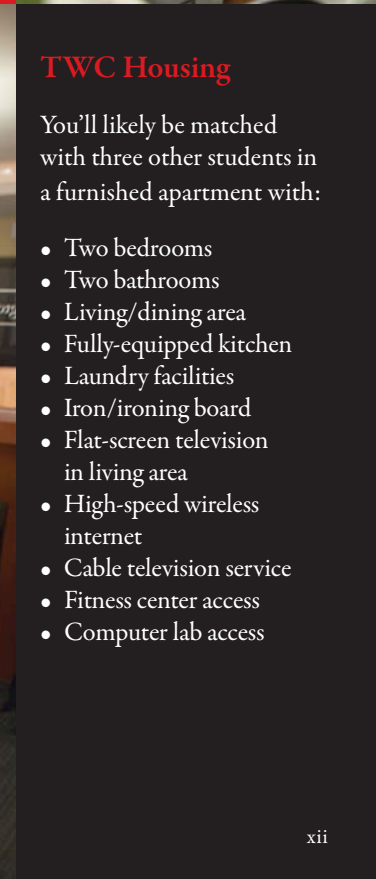 TWC Housing
You’ll likely be matched
with three other students in
a furnished apartment with:
• Two bedrooms
• Two bathrooms
• Living/dining area
• Fully-equipped kitchen
• Laundry facilities
• Iron/ironing board
• Flat-screen television
in living area
• High-speed wireless
internet
• Cable television service
• Fitness center access
• Computer lab access
xii